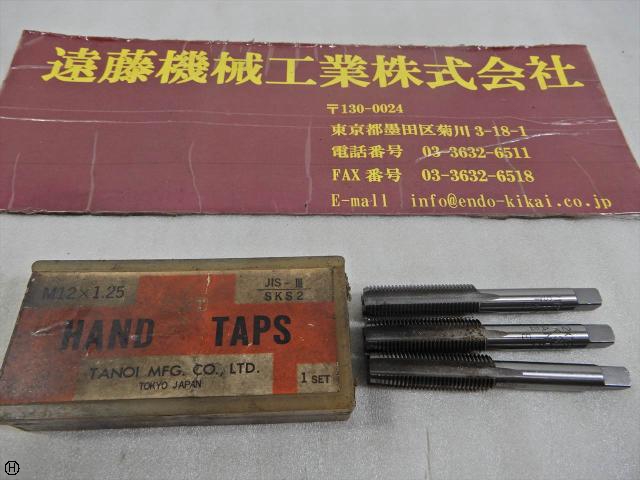 遠藤機械工業株式会社
〒130-0024
東京都墨田区菊川 3-18-1
電話番号 03-3632-6511
FAX 番号 03-3632-6518
E-mall info@endo-kikai.co.jp
M12×1.25
JIS-III
SKS2
HAND TAPS
TANOI MFG. CO., LTD.
TOKYO JAPAN
1 SET
H